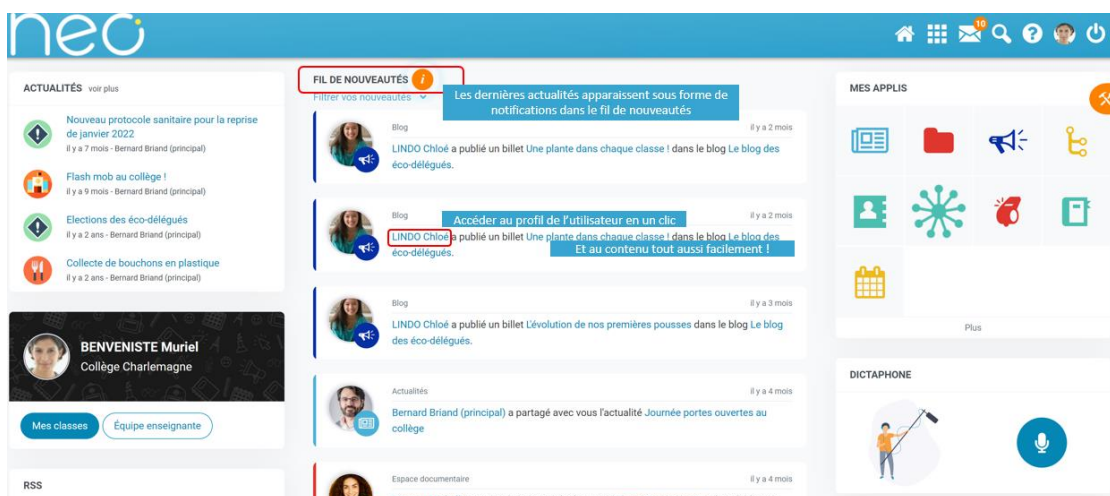 neo
10
ACTUALITÉS voir plus
Nouveau protocole sanitaire pour la reprise
de janvier 2022
il y a 7 mois - Bernard Briand (principal)
Flash mob au collège !
il y a 9 mois - Bernard Briand (principal)
Elections des éco-délégués
il y a 2 ans - Bernard Briand (principal)
Collecte de bouchons en plastique
il y a 2 ans - Bernard Briand (principal)
BENVENISTE Muriel
Collège Charlemagne
Mes classes
Équipe enseignante
RSS
FIL DE NOUVEAUTÉS i
Filtrer vos nouveautés
Les dernières actualités apparaissent sous forme de
notifications dans le fil de nouveautés
Blog
il y a 2 mois
LINDO Chloé a publié un billet Une plante dans chaque classe ! dans le blog Le blog des
éco-délégués.
Blog
il y a 2 mois
Accéder au profil de l'utilisateur en un clic
LINDO Chloé a publié un billet Une plante dans chaque classe ! dans le blog Le blog des
éco-délégués.
Et au contenu tout aussi facilement !
Blog
il y a 3 mois
LINDO Chloé a publié un billet L'évolution de nos premières pousses dans le blog Le blog
des éco-délégués.
Actualités
il y a 4 mois
Bernard Briand (principal) a partagé avec vous l'actualité Journée portes ouvertes au
collège
Espace documentaire
il y a 4 mois
MES APPLIS
Plus
DICTAPHONE